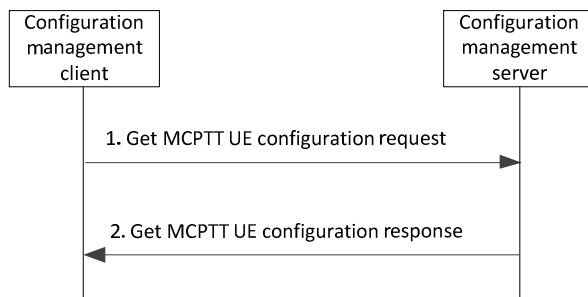 Configuration
management
client
Configuration
management
server
1. Get MCPTT UE configuration request
2. Get MCPTT UE configuration response